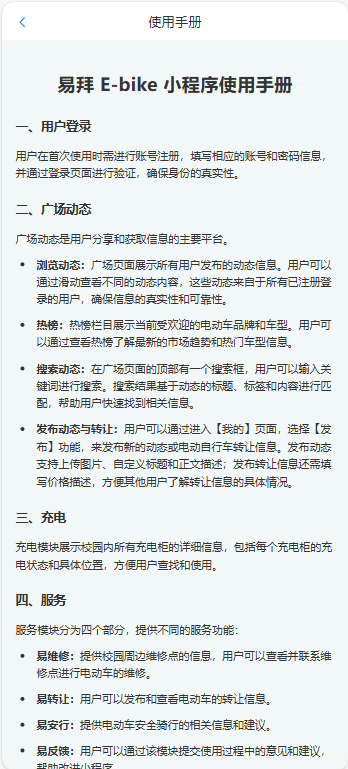 使用手册
易拜 E-bike 小程序使用手册
一、用户登录
用户在首次使用时需进行账号注册，填写相应的账号和密码信息，
并通过登录页面进行验证，确保身份的真实性。
二、广场动态
广场动态是用户分享和获取信息的主要平台。
浏览动态：广场页面展示所有用户发布的动态信息。用户可以
通过滑动查看不同的动态内容，这些动态来自于所有已注册登
录的用户，确保信息的真实性和可靠性。
热榜：热榜栏目展示当前受欢迎的电动车品牌和车型。用户可
以通过查看热榜了解最新的市场趋势和热门车型信息。
搜索动态：在广场页面的顶部有一个搜索框，用户可以输入关
键词进行搜索。搜索结果基于动态的标题、标签和内容进行匹
配，帮助用户快速找到相关信息。
发布动态与转让：用户可以通过进入【我的】页面，选择【发
布】功能，来发布新的动态或电动自行车转让信息。发布动态
支持上传图片、自定义标题和正文描述；发布转让信息还需填
写价格描述，方便其他用户了解转让信息的具体情况。
三、充电
充电模块展示校园内所有充电柜的详细信息，包括每个充电柜的充
电状态和具体位置，方便用户查找和使用。
四、服务
服务模块分为四个部分，提供不同的服务功能：
易维修：提供校园周边维修点的信息，用户可以查看并联系维
修点进行电动车的维修。
易转让：用户可以发布和查看电动车的转让信息。
易安行：提供电动车安全骑行的相关信息和建议。
易反馈：用户可以通过该模块提交使用过程中的意见和建议，
帮助改进小程序